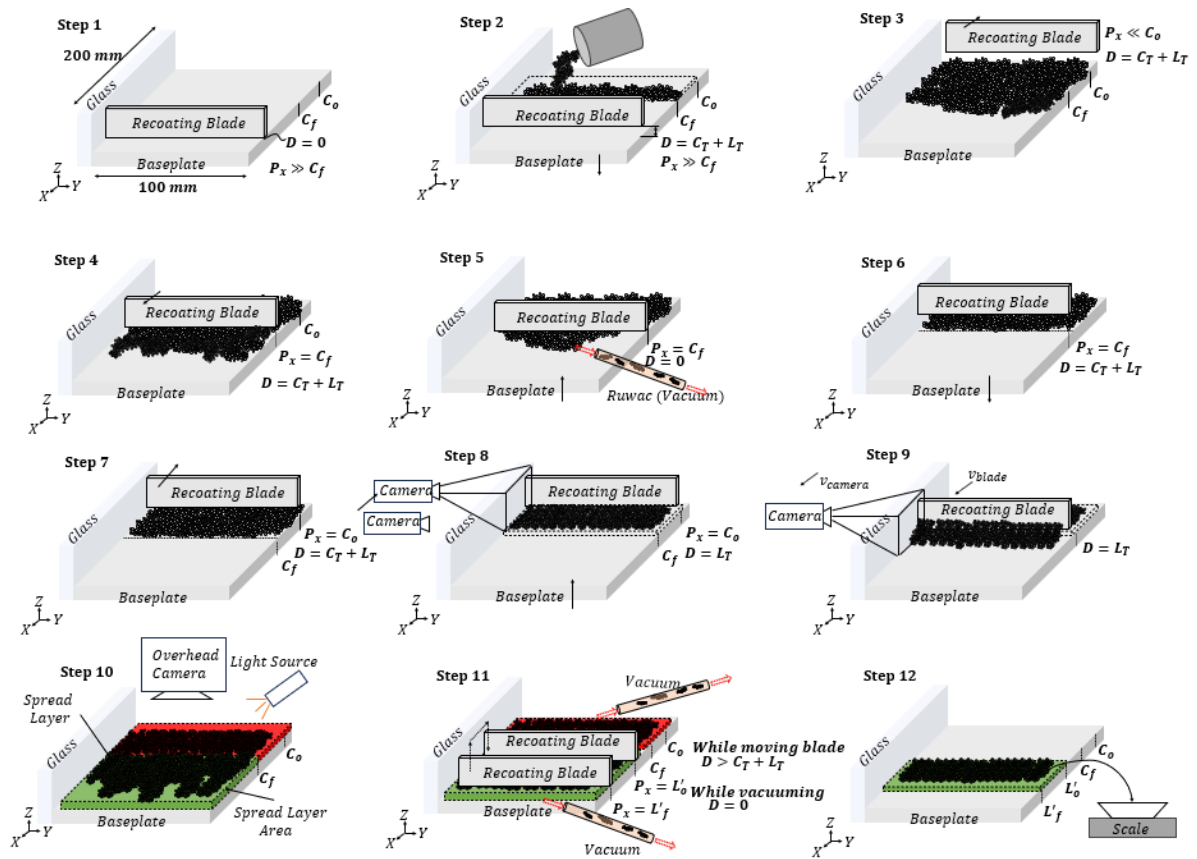 Step 1
200 mm
Glass
Recoating Blade
C_o
C_f
D = 0
Baseplate
P_x ≫ C_f
100 mm
Z
Y
X
Step 2
Glass
Recoating Blade
C_o
C_f
D = C_T + L_T
Baseplate
P_x ≫ C_f
Z
Y
X
Step 3
Recoating Blade
P_x ≪ C_o
D = C_T + L_T
Glass
C_o
C_f
Baseplate
Z
Y
X
Step 4
Glass
Recoating Blade
C_o
P_x = C_f
D = C_T + L_T
Baseplate
Z
Y
X
Step 5
Glass
Recoating Blade
P_x = C_f
D = 0
Baseplate
Ruwac (Vacuum)
Z
Y
X
Step 6
Glass
Recoating Blade
P_x = C_f
D = C_T + L_T
Baseplate
Z
Y
X
Step 7
Glass
Recoating Blade
P_x = C_o
D = C_T + L_T
C_f
Baseplate
Z
Y
X
Step 8
Camera
Camera
Glass
Recoating Blade
P_x = C_o
C_f D = L_T
Baseplate
Z
Y
X
Step 9
v_camera
v_blade
Camera
Glass
Recoating Blade
D = L_T
Baseplate
Z
Y
X
Step 10
Overhead
Camera
Light Source
Spread
Layer
Glass
C_o
C_f
Spread Layer
Area
Baseplate
Z
Y
X
Step 11
Vacuum
Glass
Recoating Blade
Recoating Blade
C_o
C_f
P_x = L'_o
P_x = L'_f
While moving blade
D > C_T + L_T
While vacuuming
D = 0
Baseplate
Vacuum
Z
Y
X
Step 12
Glass
C_o
C_f
L'_o
L'_f
Baseplate
Scale
Z
Y
X